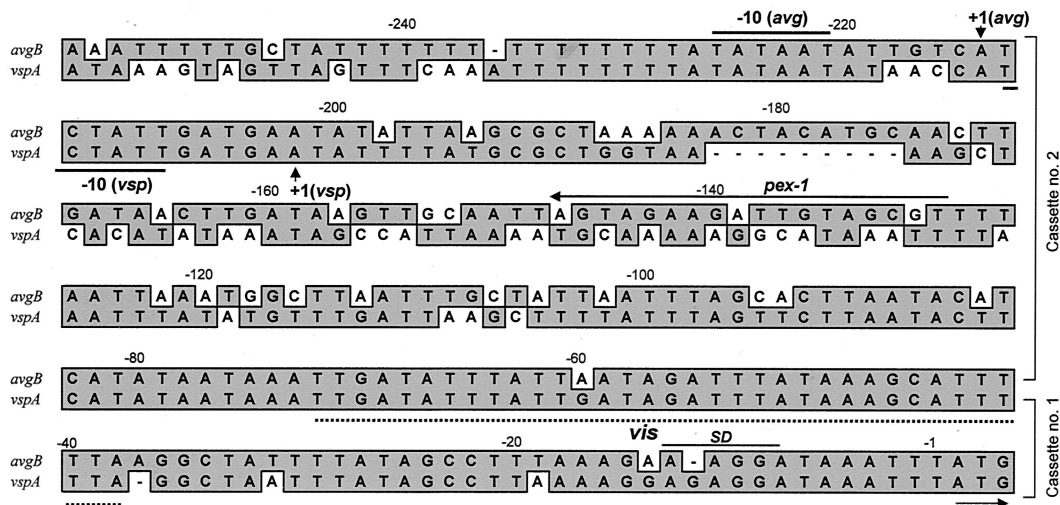 -240 -10 (avg) -220 +1(avg)
avgB A A A T T T T T G C T A T T T T T T T - T T T T T T T T A T A T A A T A T T G T C A T
vspA A T A A A G T A G T T A G T T T C A A A T T T T T T T T A T A T A A T A T A A C C A T
-200 -180
avgB C T A T T G A T G A A T A T A T T A A G C G C T A A A A A A C T A C A T G C A A C T T
vspA C T A T T G A T G A A T A T T T T A T G C G C T G G T A A - - - - - - - - - A A G C T
-10 (vsp) -160 +1(vsp) -140 pex-1
avgB G A T A A C T T G A T A A G T T G C A A T T A G T A G A A G A T T G T A G C G T T T T
vspA C A C A T A T A A A T A G C C A T T A A A A T G C A A A A A G G C A T A A A T T T T A
-120 -100
avgB A A T T A A A T G G C T T A A T T T G C T A T T A A T T T A G C A C T T A A T A C A T
vspA A A T T T A T A T G T T T G A T T A A G C T T T T A T T T A G T T C T T A A T A C T T
-80 -60
avgB C A T A T A A T A A A T T G A T A T T T A T T A A T A G A T T T A T A A A G C A T T T
vspA C A T A T A A T A A A T T G A T A T T T A T T G A T A G A T T T A T A A A G C A T T T
-40 -20 vis SD -1
avgB T T A A G G C T A T T T T A T A G C C T T T A A A G A A - A G G A T A A A T T T A T G
vspA T T A - G G C T A A T T T A T A G C C T T A A A A G G A G A G G A T A A A T T T A T G
Cassette no. 2
Cassette no. 1